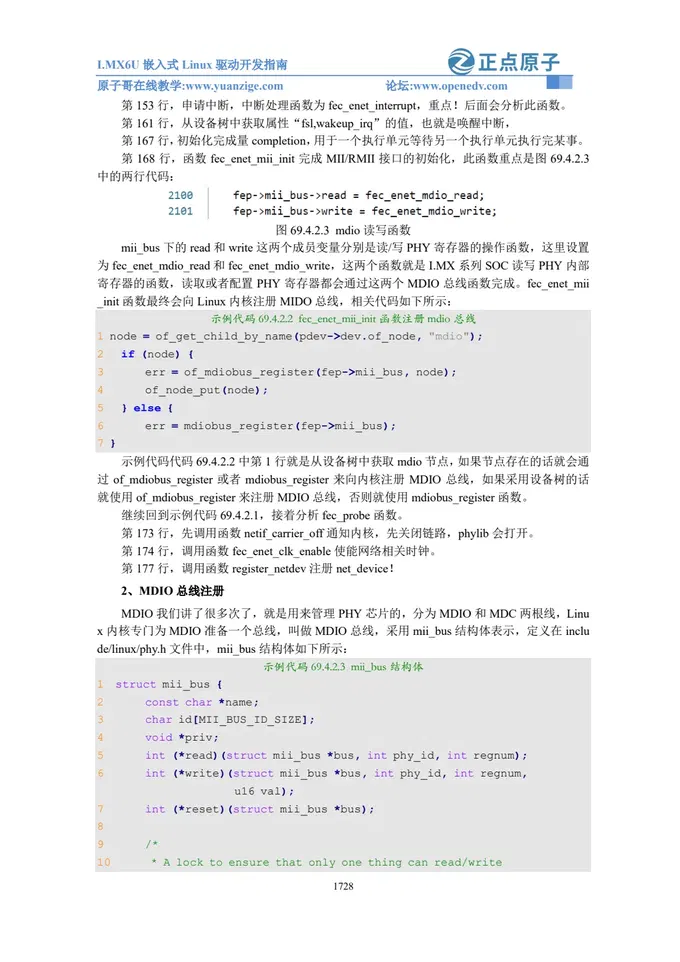 I.MX6U 嵌入式 Linux 驱动开发指南
正点原子
原子哥在线教学:www.yuanzige.com 论坛:www.openedv.com
第 153 行，申请中断，中断处理函数为 fec_enet_interrupt，重点！后面会分析此函数。
第 161 行，从设备树中获取属性“fsl,wakeup_irq”的值，也就是唤醒中断，
第 167 行，初始化完成量 completion，用于一个执行单元等待另一个执行单元执行完某事。
第 168 行，函数 fec_enet_mii_init 完成 MII/RMII 接口的初始化，此函数重点是图 69.4.2.3
中的两行代码：
2100 fep->mii_bus->read = fec_enet_mdio_read;
2101 fep->mii_bus->write = fec_enet_mdio_write;
图 69.4.2.3 mdio 读写函数
mii_bus 下的 read 和 write 这两个成员变量分别是读/写 PHY 寄存器的操作函数，这里设置
为 fec_enet_mdio_read 和 fec_enet_mdio_write，这两个函数就是 I.MX 系列 SOC 读写 PHY 内部
寄存器的函数，读取或者配置 PHY 寄存器都会通过这两个 MDIO 总线函数完成。fec_enet_mii
_init 函数最终会向 Linux 内核注册 MIDO 总线，相关代码如下所示：
示例代码 69.4.2.2 fec_enet_mii_init 函数注册 mdio 总线
1 node = of_get_child_by_name(pdev->dev.of_node, "mdio");
2 if (node) {
3 err = of_mdiobus_register(fep->mii_bus, node);
4 of_node_put(node);
5 } else {
6 err = mdiobus_register(fep->mii_bus);
7 }
示例代码代码 69.4.2.2 中第 1 行就是从设备树中获取 mdio 节点，如果节点存在的话就会通
过 of_mdiobus_register 或者 mdiobus_register 来向内核注册 MDIO 总线，如果采用设备树的话
就使用 of_mdiobus_register 来注册 MDIO 总线，否则就使用 mdiobus_register 函数。
继续回到示例代码 69.4.2.1，接着分析 fec_probe 函数。
第 173 行，先调用函数 netif_carrier_off 通知内核，先关闭链路，phylib 会打开。
第 174 行，调用函数 fec_enet_clk_enable 使能网络相关时钟。
第 177 行，调用函数 register_netdev 注册 net_device！
2、MDIO 总线注册
MDIO 我们讲了很多次了，就是用来管理 PHY 芯片的，分为 MDIO 和 MDC 两根线，Linu
x 内核专门为 MDIO 准备一个总线，叫做 MDIO 总线，采用 mii_bus 结构体表示，定义在 inclu
de/linux/phy.h 文件中，mii_bus 结构体如下所示：
示例代码 69.4.2.3 mii_bus 结构体
1 struct mii_bus {
2 const char *name;
3 char id[MII_BUS_ID_SIZE];
4 void *priv;
5 int (*read)(struct mii_bus *bus, int phy_id, int regnum);
6 int (*write)(struct mii_bus *bus, int phy_id, int regnum,
u16 val);
7 int (*reset)(struct mii_bus *bus);
8
9 /*
10 * A lock to ensure that only one thing can read/write
1728